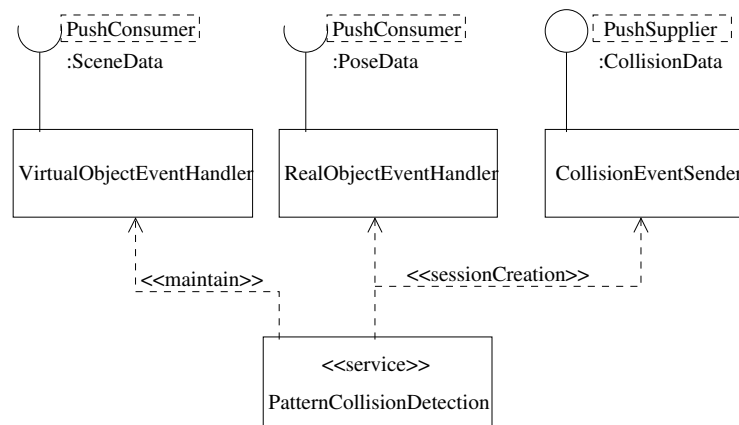 PushConsumer
:SceneData
PushConsumer
:PoseData
PushSupplier
:CollisionData
VirtualObjectEventHandler
RealObjectEventHandler
CollisionEventSender
<<maintain>>
<<sessionCreation>>
<<service>>
PatternCollisionDetection